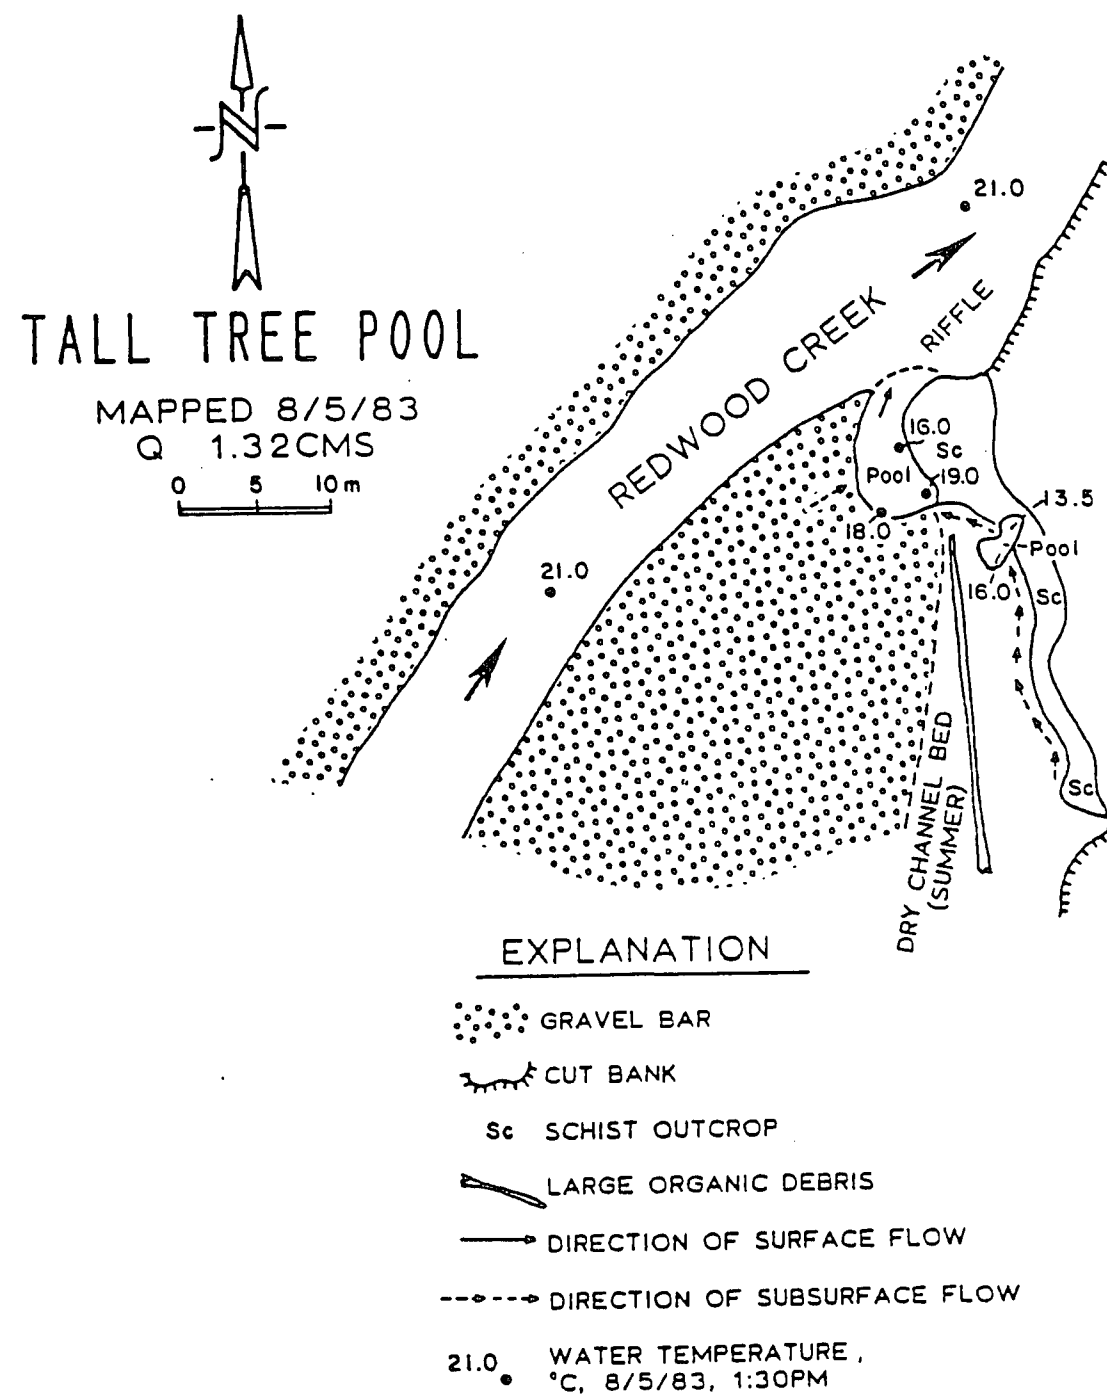 N
TALL TREE POOL
MAPPED 8/5/83
Q 1.32CMS
0 5 10m
21.0
REDWOOD CREEK
RIFFLE
16.0
Sc
Pool
19.0
18.0
13.5
Pool
16.0
Sc
21.0
Sc
DRY CHANNEL BED
(SUMMER)
EXPLANATION
GRAVEL BAR
CUT BANK
Sc SCHIST OUTCROP
LARGE ORGANIC DEBRIS
DIRECTION OF SURFACE FLOW
DIRECTION OF SUBSURFACE FLOW
21.0 WATER TEMPERATURE,
°C, 8/5/83, 1:30PM